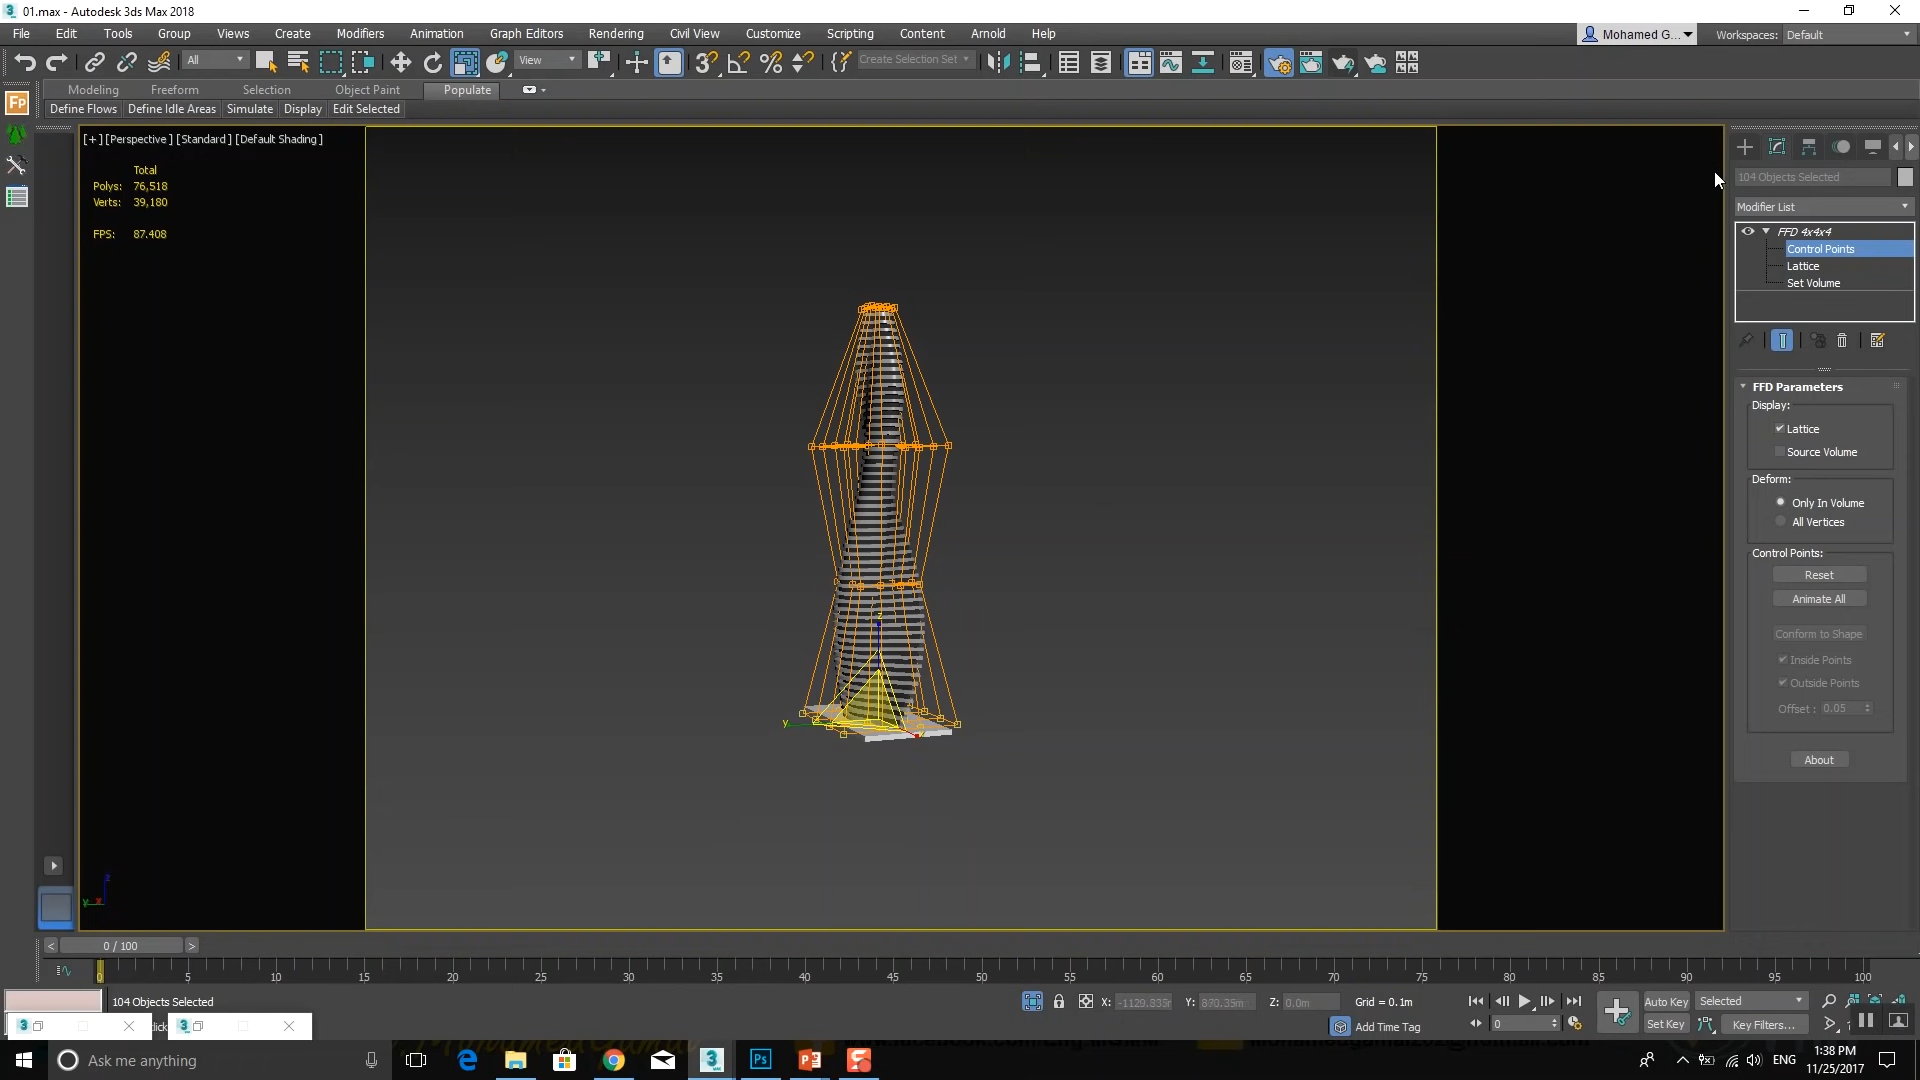 01.max - Autodesk 3ds Max 2018
File Edit Tools Group Views Create Modifiers Animation Graph Editors Rendering Civil View Customize Scripting Content Arnold Help
Mohamed G... Workspaces: Default
All View Create Selection Set
Modeling Freeform Selection Object Paint Populate
Define Flows Define Idle Areas Simulate Display Edit Selected
[+] [Perspective] [Standard] [Default Shading]
Total
Polys: 76,518
Verts: 39,180
FPS: 87.408
z
y
z
y x
104 Objects Selected
Modifier List
FFD 4x4x4
Control Points
Lattice
Set Volume
FFD Parameters
Display:
Lattice
Source Volume
Deform:
Only In Volume
All Vertices
Control Points:
Reset
Animate All
Conform to Shape
Inside Points
Outside Points
Offset: 0.05
About
< 0 / 100 >
0 5 10 15 20 25 30 35 40 45 50 55 60 65 70 75 80 85 90 95 100
104 Objects Selected
X: -1129.835m Y: 870.35m Z: 0.0m Grid = 0.1m
Auto Key Selected
click
Add Time Tag
0
Set Key Key Filters...
Ask me anything
ENG
1:38 PM
11/25/2017